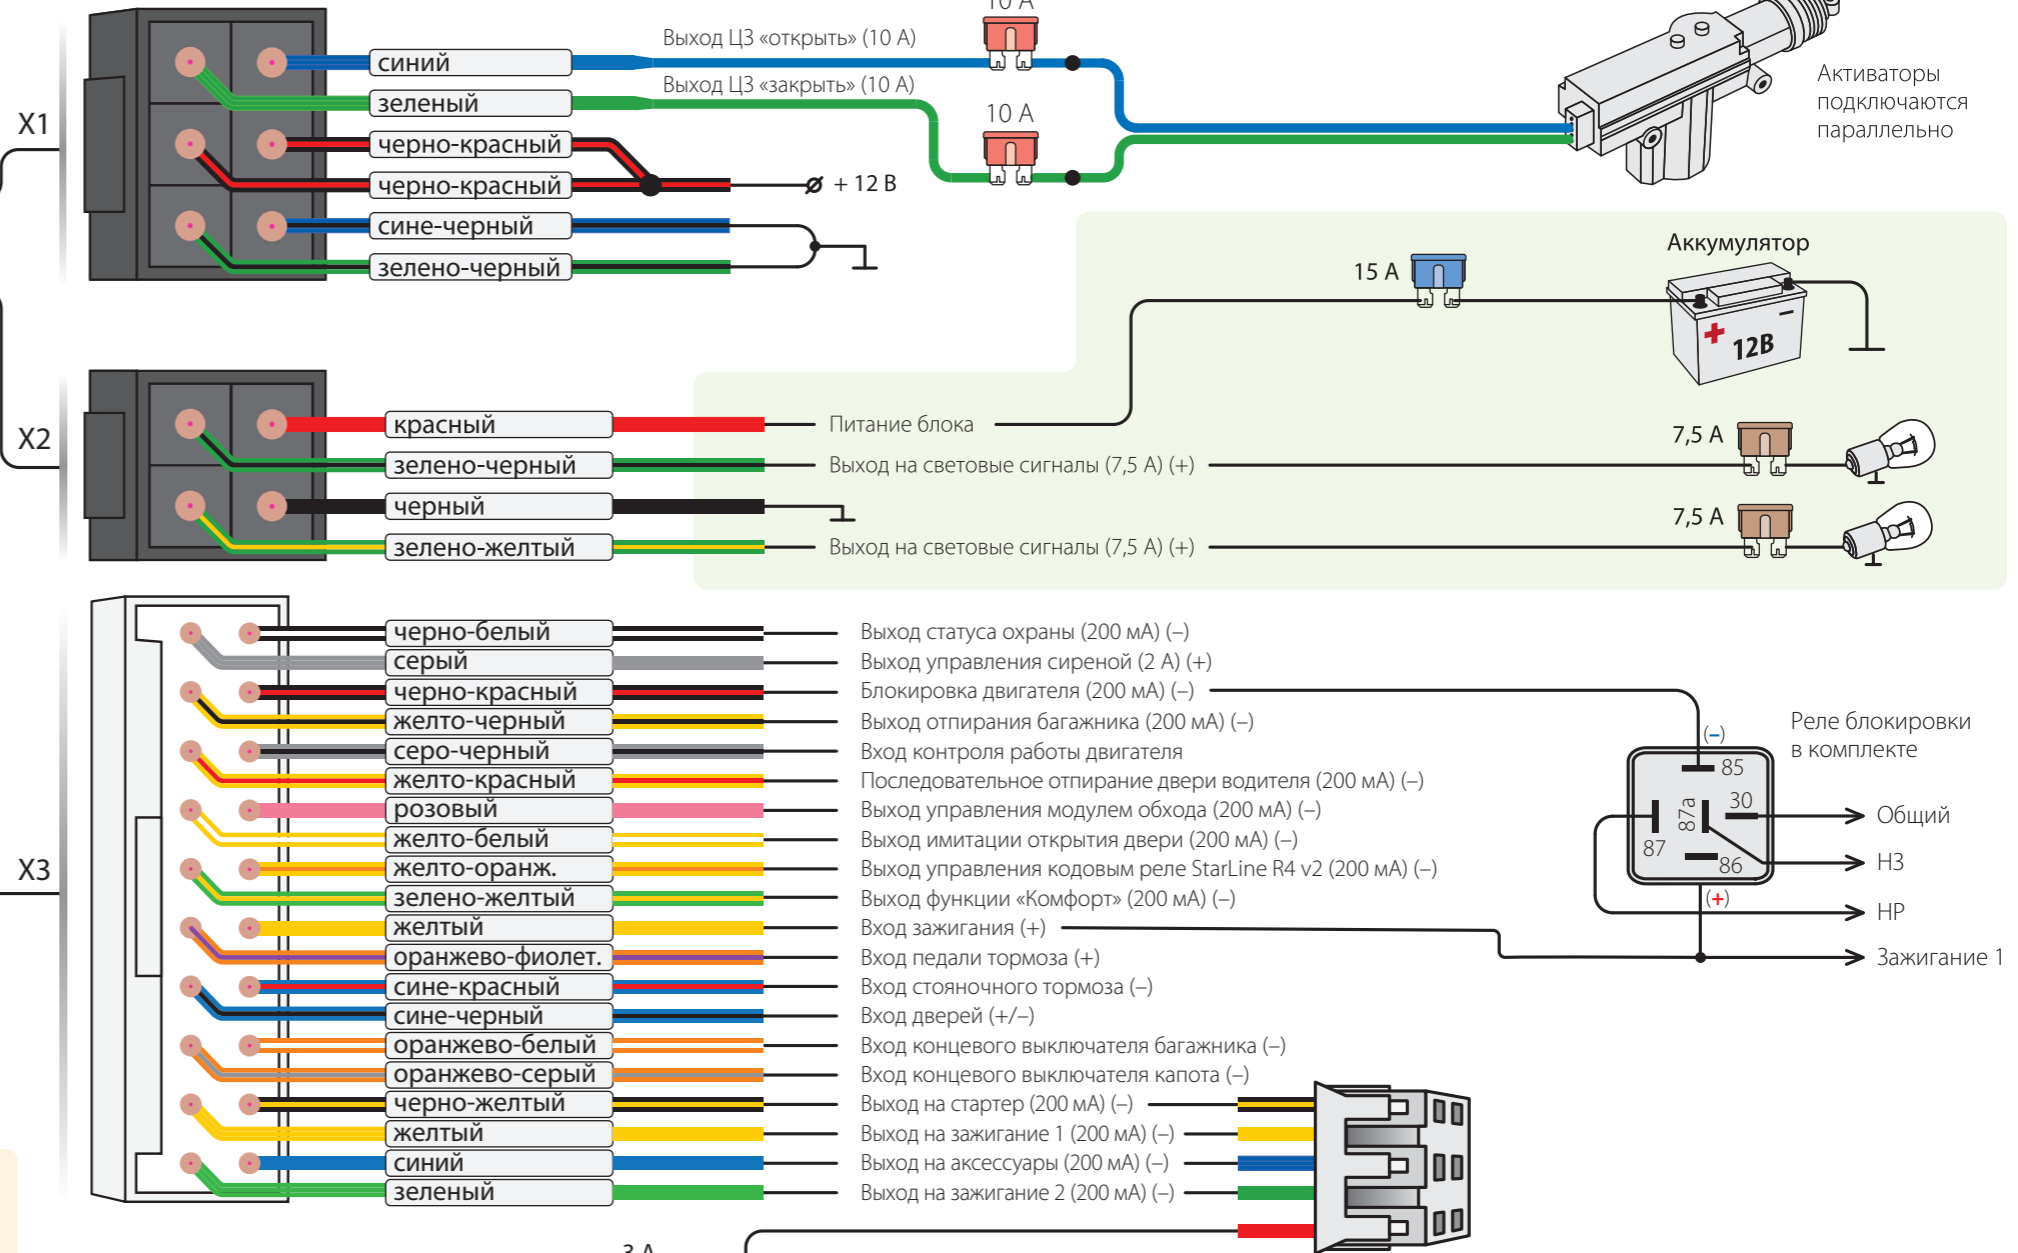 10 А
Выход ЦЗ «открыть» (10 А)
синий
Выход ЦЗ «закрыть» (10 А)
зеленый
10 А
Активаторы
подключаются
параллельно
X1
черно-красный
черно-красный
+ 12 В
сине-черный
зелено-черный
Аккумулятор
15 А
12В
X2
красный
Питание блока
7,5 А
зелено-черный
Выход на световые сигналы (7,5 А) (+)
черный
7,5 А
зелено-желтый
Выход на световые сигналы (7,5 А) (+)
X3
черно-белый
Выход статуса охраны (200 мА) (–)
серый
Выход управления сиреной (2 А) (+)
черно-красный
Блокировка двигателя (200 мА) (–)
желто-черный
Выход отпирания багажника (200 мА) (–)
серо-черный
Вход контроля работы двигателя
желто-красный
Последовательное отпирание двери водителя (200 мА) (–)
розовый
Выход управления модулем обхода (200 мА) (–)
желто-белый
Выход имитации открытия двери (200 мА) (–)
желто-оранж.
Выход управления кодовым реле StarLine R4 v2 (200 мА) (–)
зелено-желтый
Выход функции «Комфорт» (200 мА) (–)
желтый
Вход зажигания (+)
оранжево-фиолет.
Вход педали тормоза (+)
сине-красный
Вход стояночного тормоза (–)
сине-черный
Вход дверей (+/–)
оранжево-белый
Вход концевого выключателя багажника (–)
оранжево-серый
Вход концевого выключателя капота (–)
черно-желтый
Выход на стартер (200 мА) (–)
желтый
Выход на зажигание 1 (200 мА) (–)
синий
Выход на аксессуары (200 мА) (–)
зеленый
Выход на зажигание 2 (200 мА) (–)
Реле блокировки
в комплекте
(–)
85
87a
30
87
86
(+)
Общий
НЗ
НР
Зажигание 1
3 А